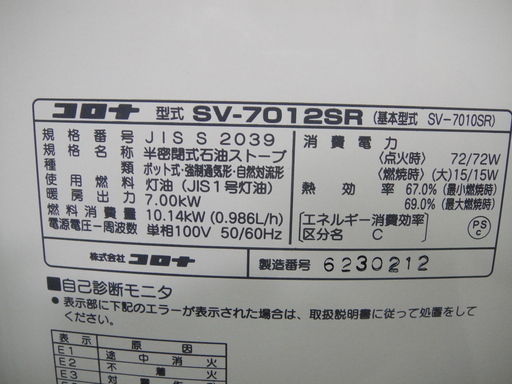 コロナ 型式 SV-7012SR (基本型式 SV-7010SR)
規格番号 JIS S 2039
規格名称 半密閉式石油ストーブ
種類 ポット式・強制通気形・自然対流形
使用燃料 灯油(JIS1号灯油)
暖房出力 7.00kW
燃料消費量 10.14kW (0.986L/h)
電源電圧-周波数 単相100V 50/60Hz
消費電力
(点火時) 72/72W
(燃焼時) (大) 15/15W
熱効率 67.0% (最小燃焼時)
69.0% (最大燃焼時)
[エネルギー消費効率]
区分名 C
PS
C
株式会社 コロナ
製造番号 6230212
■自己診断モニタ
● 表示部に下記のエラーが表示された場合は、取扱説明書に従って処置をして
ください。
表示 原因
E1 途中消火
E2 不着火
E3